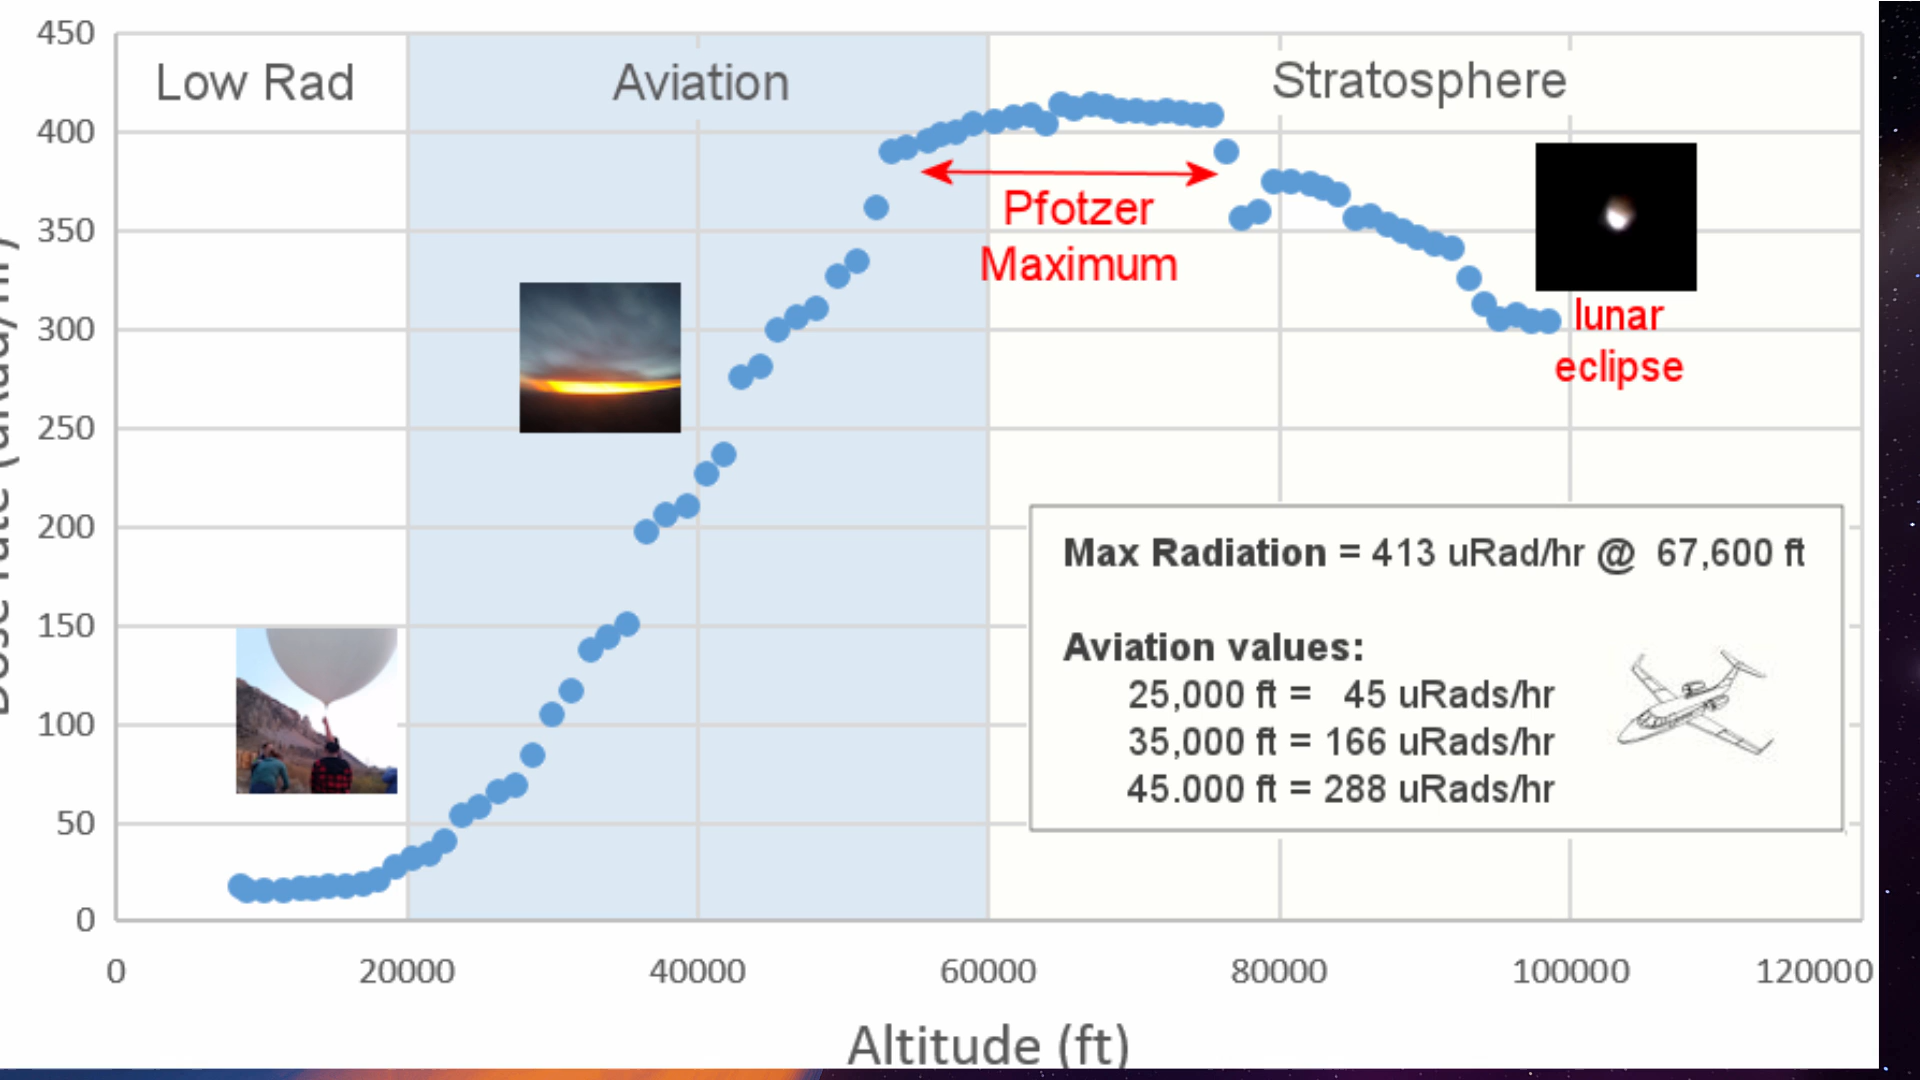 450
400
350
300
250
200
150
100
50
0
Low Rad
Aviation
Stratosphere
Pfotzer
Maximum
lunar
eclipse
Max Radiation = 413 uRad/hr @ 67,600 ft
Aviation values:
25,000 ft = 45 uRads/hr
35,000 ft = 166 uRads/hr
45.000 ft = 288 uRads/hr
0
20000
40000
60000
80000
100000
120000
Altitude (ft)